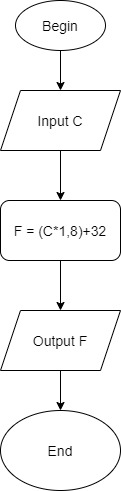 Begin
Input C
F = (C*1,8)+32
Output F
End